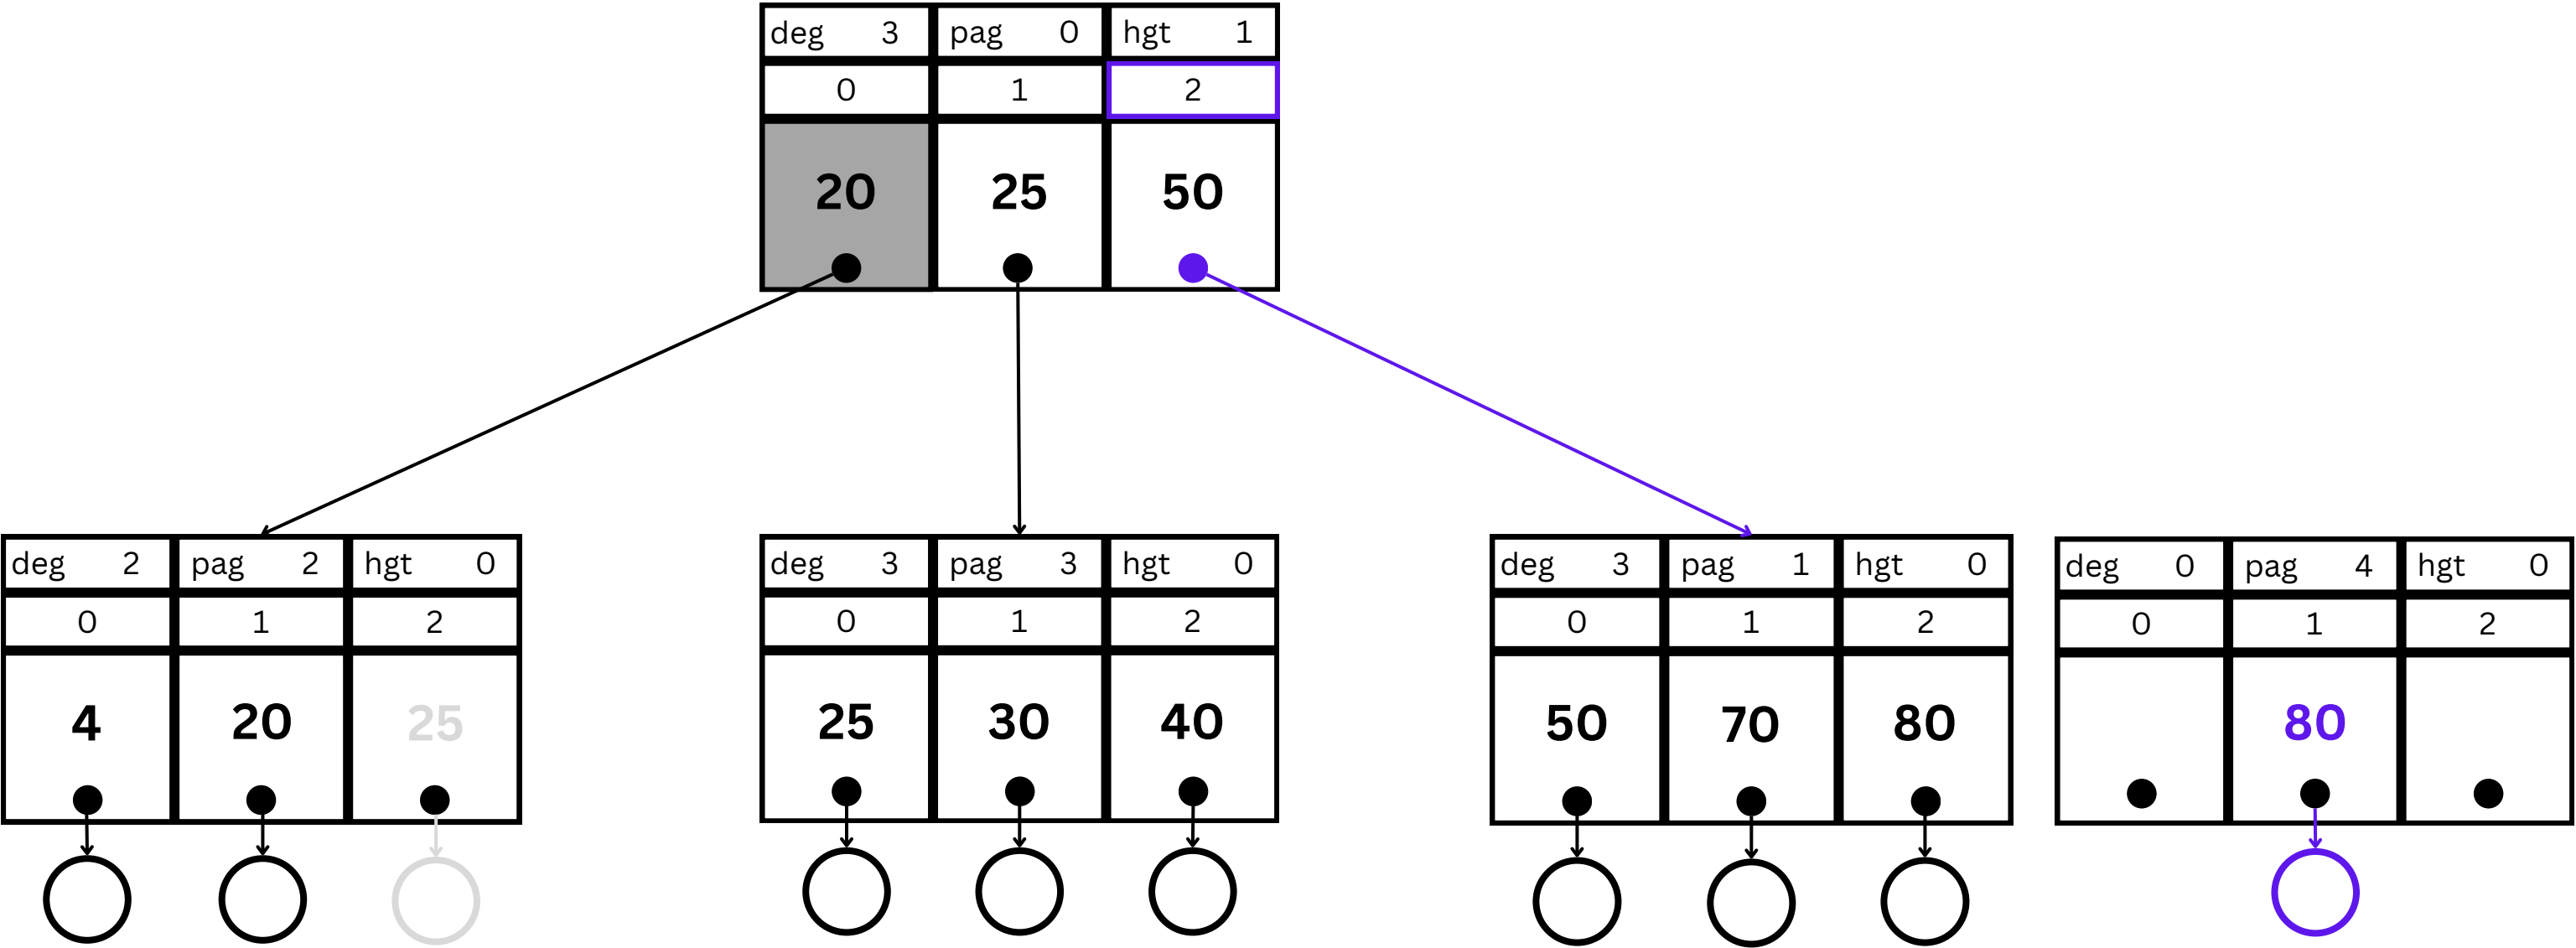 deg 3 pag 0 hgt 1
0 1 2
20 25 50
deg 2 pag 2 hgt 0
0 1 2
4 20 25
deg 3 pag 3 hgt 0
0 1 2
25 30 40
deg 3 pag 1 hgt 0
0 1 2
50 70 80
deg 0 pag 4 hgt 0
0 1 2
80